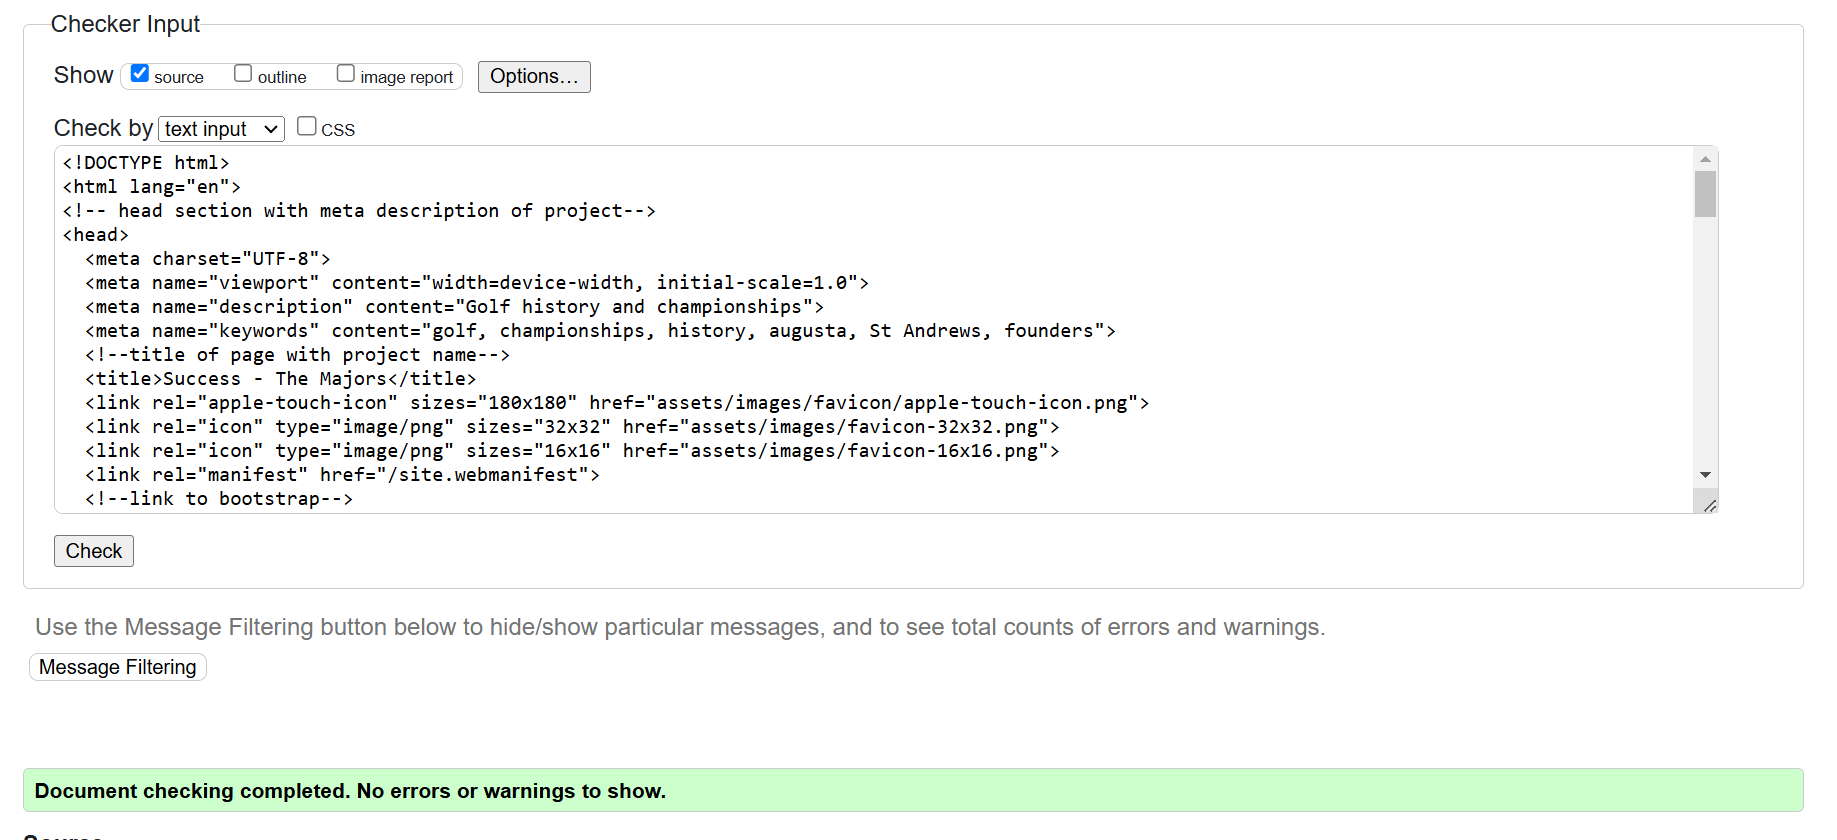 Checker Input
Show source outline image report Options...
Check by text input CSS
<!DOCTYPE html>
<html lang="en">
<!-- head section with meta description of project-->
<head>
  <meta charset="UTF-8">
  <meta name="viewport" content="width=device-width, initial-scale=1.0">
  <meta name="description" content="Golf history and championships">
  <meta name="keywords" content="golf, championships, history, augusta, St Andrews, founders">
  <!--title of page with project name-->
  <title>Success - The Majors</title>
  <link rel="apple-touch-icon" sizes="180x180" href="assets/images/favicon/apple-touch-icon.png">
  <link rel="icon" type="image/png" sizes="32x32" href="assets/images/favicon-32x32.png">
  <link rel="icon" type="image/png" sizes="16x16" href="assets/images/favicon-16x16.png">
  <link rel="manifest" href="/site.webmanifest">
  <!--link to bootstrap-->
Check
Use the Message Filtering button below to hide/show particular messages, and to see total counts of errors and warnings.
Message Filtering
Document checking completed. No errors or warnings to show.